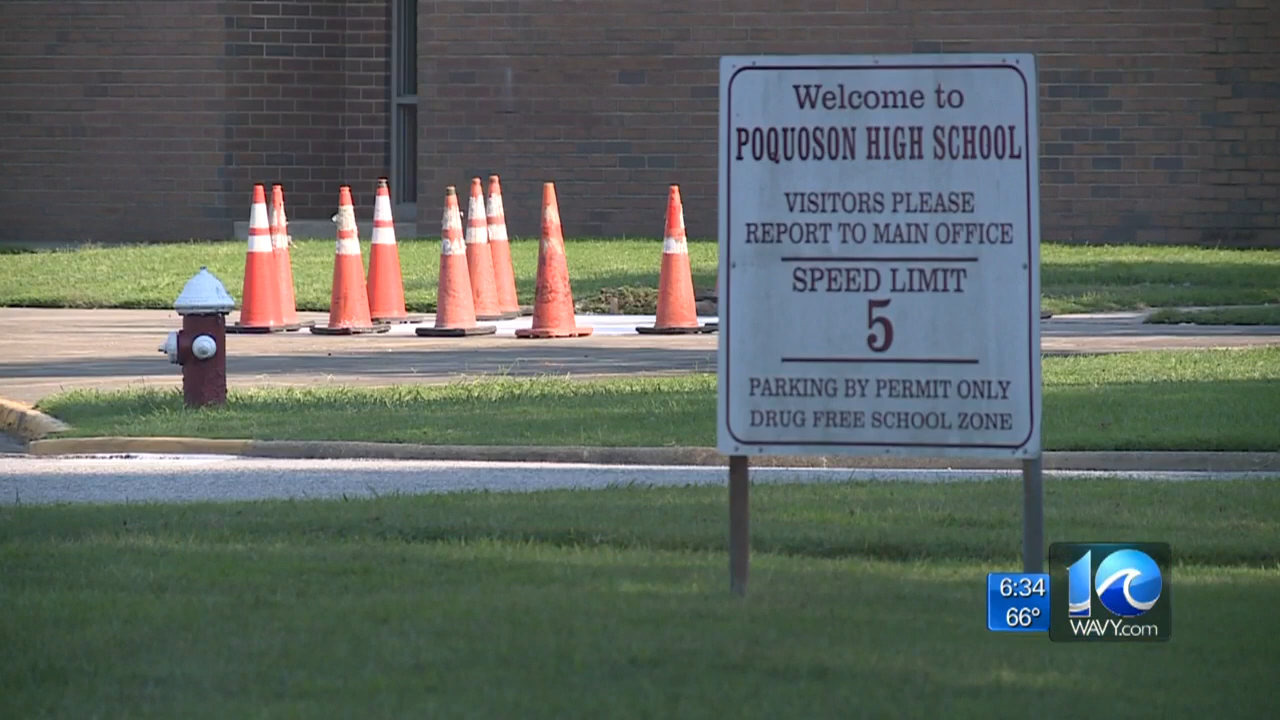 Welcome to
POQUOSON HIGH SCHOOL
VISITORS PLEASE
REPORT TO MAIN OFFICE
SPEED LIMIT
5
PARKING BY PERMIT ONLY
DRUG FREE SCHOOL ZONE
6:34
66°
10
WAVY.com